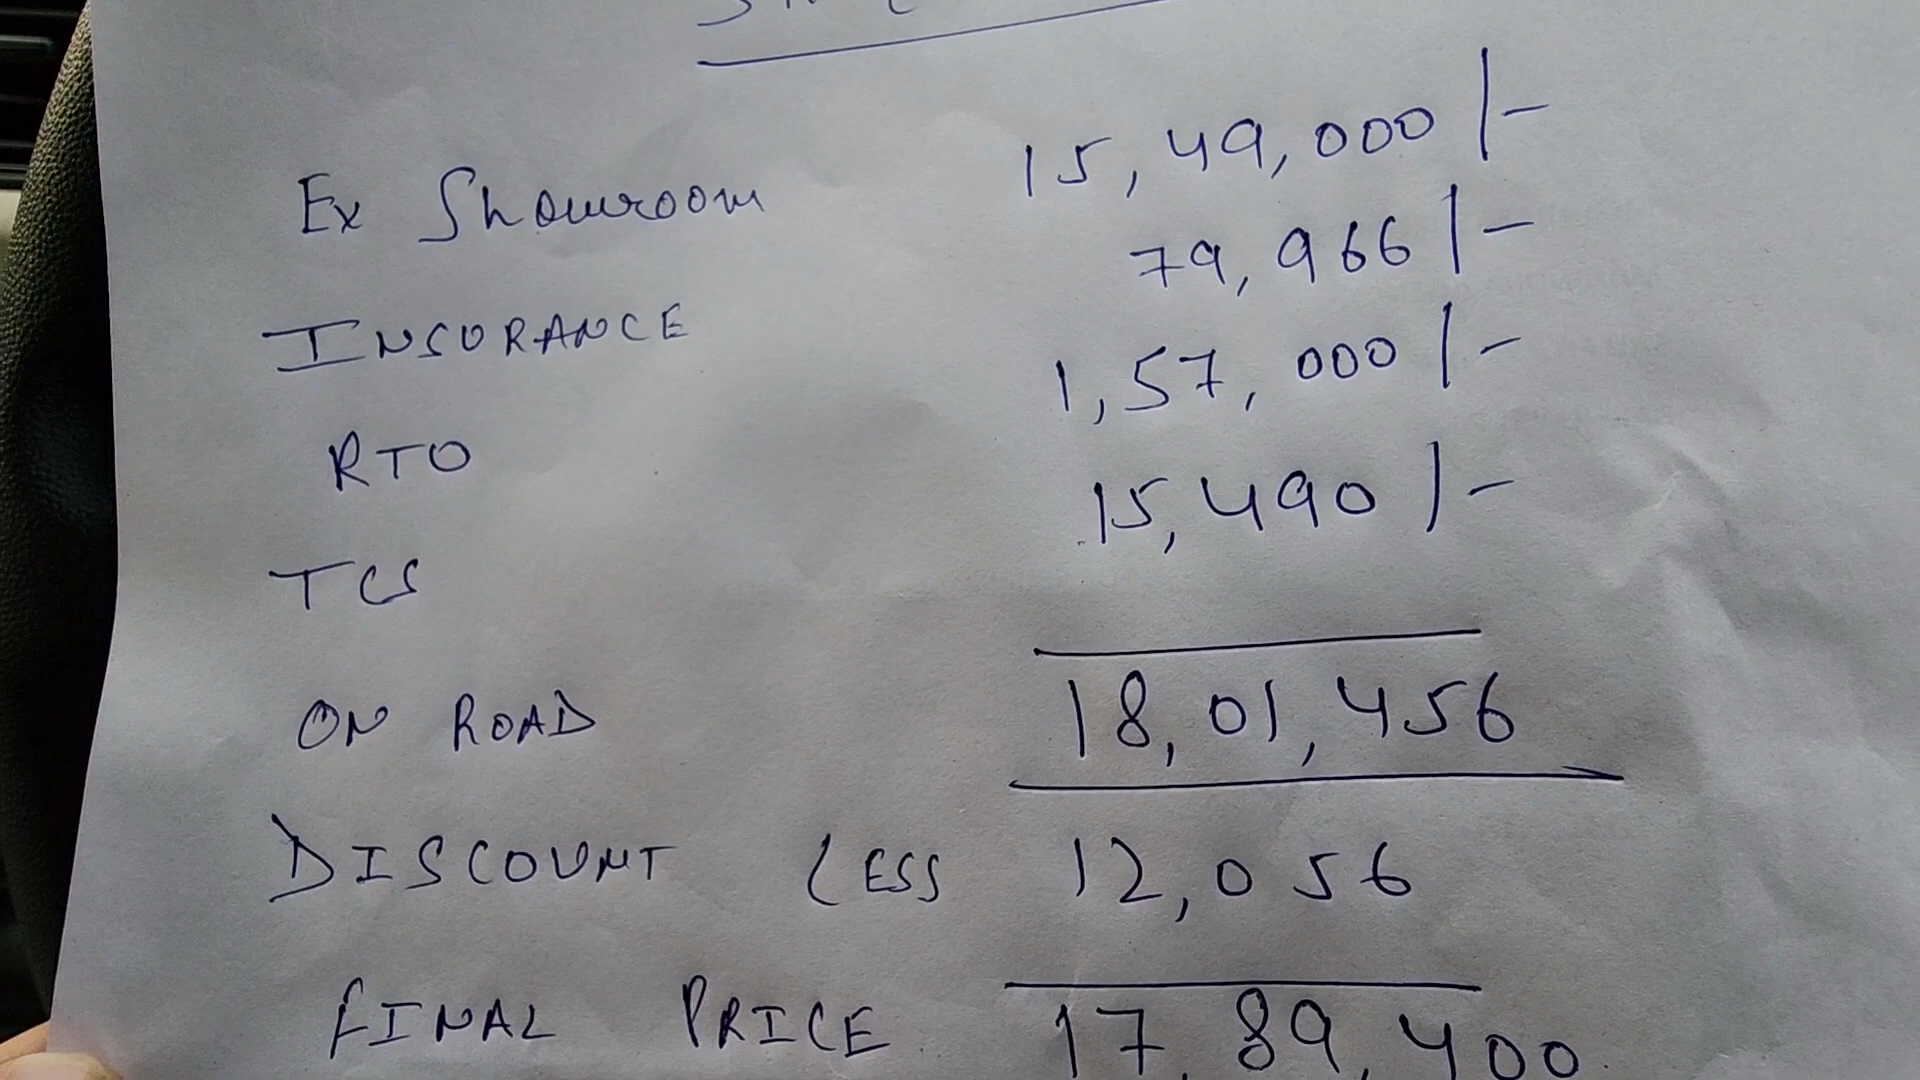 Ex Showroom 15,49,000/-
INSURANCE 79,966/-
RTO 1,57,000/-
TCS 15,490/-
ON ROAD 18,01,456
DISCOUNT LESS 12,056
FINAL PRICE 17,89,400